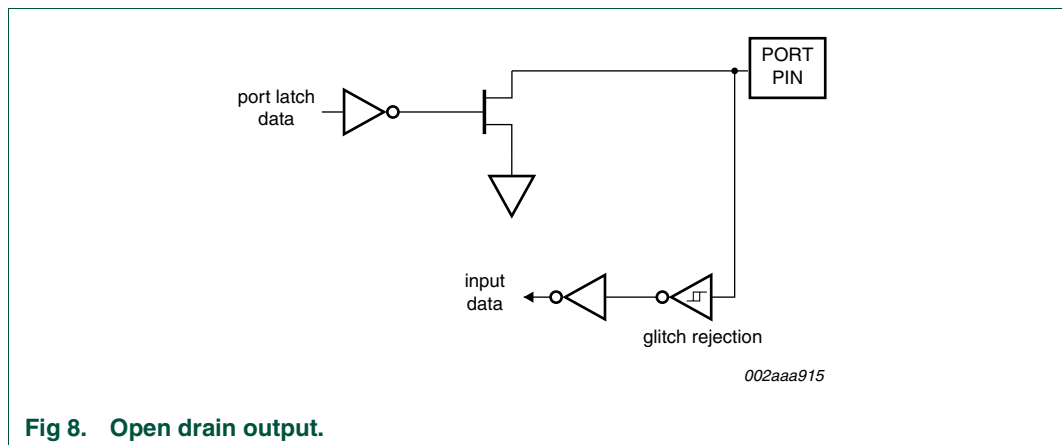 PORT
PIN
port latch
data
input
data
glitch rejection
002aaa915
Fig 8. Open drain output.